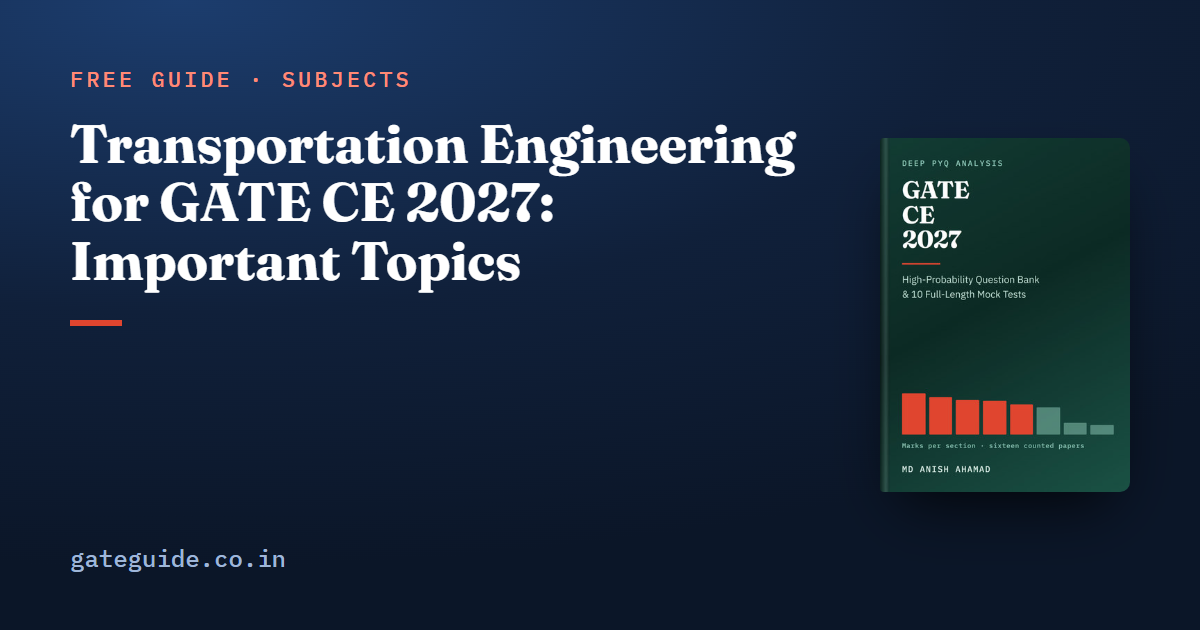 FREE GUIDE · SUBJECTS
Transportation Engineering
for GATE CE 2027:
Important Topics
gateguide.co.in
DEEP PYQ ANALYSIS
GATE
CE
2027
High-Probability Question Bank
& 10 Full-Length Mock Tests
Marks per section · sixteen counted papers
MD ANISH AHAMAD